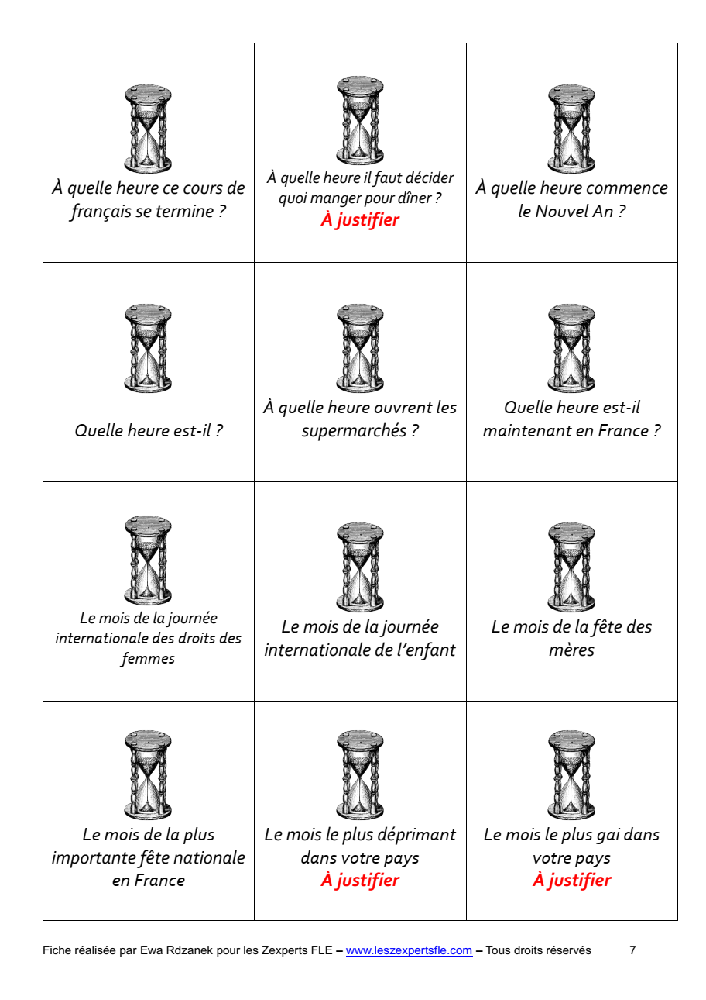 À quelle heure ce cours de
français se termine ?
À quelle heure il faut décider
quoi manger pour dîner ?
À justifier
À quelle heure commence
le Nouvel An ?
Quelle heure est-il ?
À quelle heure ouvrent les
supermarchés ?
Quelle heure est-il
maintenant en France ?
Le mois de la journée
internationale des droits des
femmes
Le mois de la journée
internationale de l’enfant
Le mois de la fête des
mères
Le mois de la plus
importante fête nationale
en France
Le mois le plus déprimant
dans votre pays
À justifier
Le mois le plus gai dans
votre pays
À justifier
Fiche réalisée par Ewa Rdzanek pour les Zexperts FLE – www.leszexpertsfle.com – Tous droits réservés 7